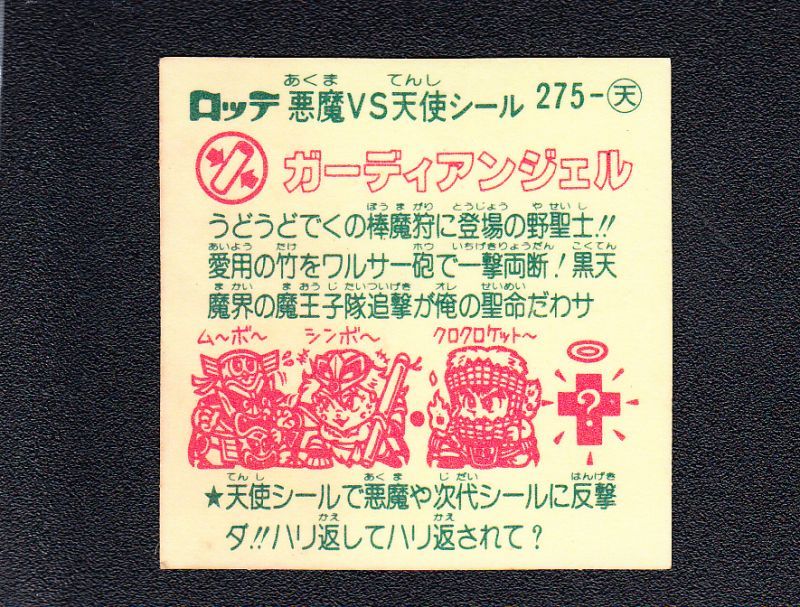 ロッテ 悪魔VS天使シール 275-天
ガーディアンジェル
うどうどでくの棒魔狩に登場の野聖士!!
愛用の竹をワルサー砲で一撃両断!黒天
魔界の魔王子隊追撃が俺の聖命だわサ
ム〜ボ〜 シンボ〜 クロクロケット〜
?
★天使シールで悪魔や次代シールに反撃
ダ!!ハリ返してハリ返されて?